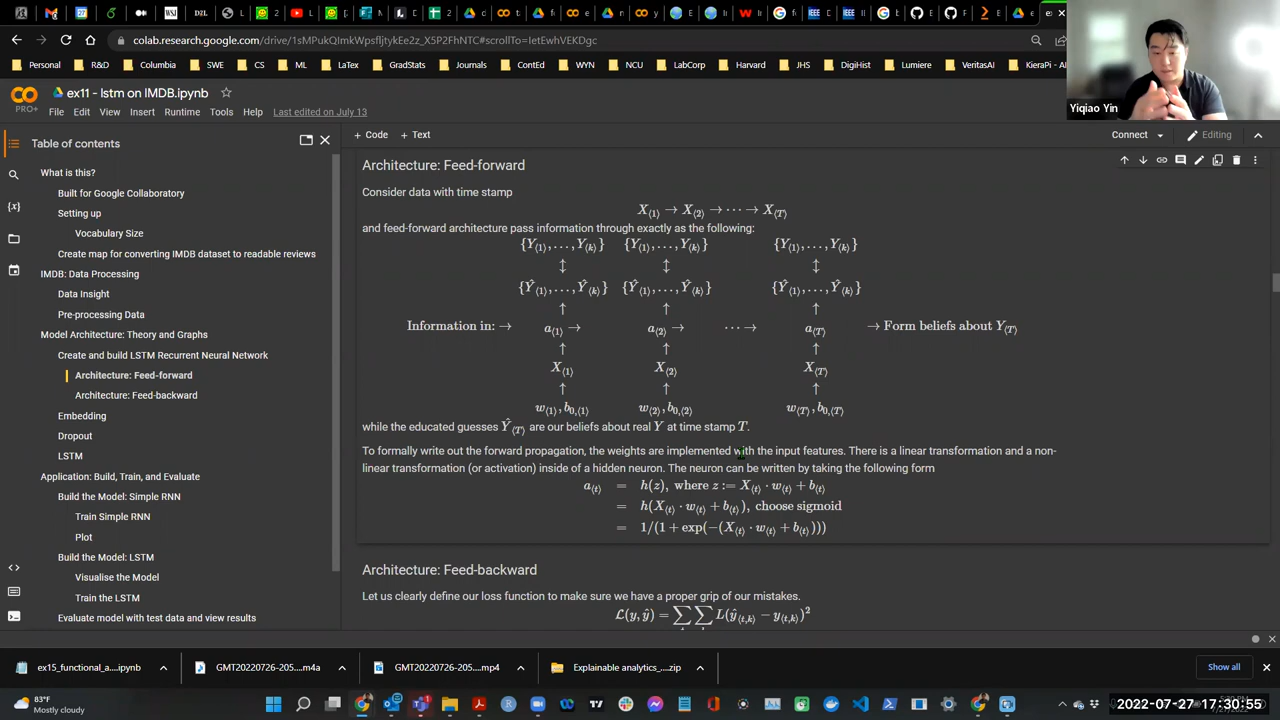 colab.research.google.com/drive/1sMPukQImkWpsfljtykEe2z_X5P2FhNTC#scrollTo=IetEwhVEKDgc
Personal R&D Columbia SWE CS ML LaTex GradStats ContEd WYN NCU LabCorp Harvard JHS DigiHist Lumiere VeritasAI KieraPi - AI
Yiqiao Yin
ex11 - lstm on IMDB.ipynb
PRO+
File Edit View Insert Runtime Tools Help Last edited on July 13
+ Code + Text
Connect Editing
Table of contents
What is this?
Built for Google Collaboratory
Setting up
Vocabulary Size
Create map for converting IMDB dataset to readable reviews
IMDB: Data Processing
Data Insight
Pre-processing Data
Model Architecture: Theory and Graphs
Create and build LSTM Recurrent Neural Network
Architecture: Feed-forward
Architecture: Feed-backward
Embedding
Dropout
LSTM
Application: Build, Train, and Evaluate
Build the Model: Simple RNN
Train Simple RNN
Plot
Build the Model: LSTM
Visualise the Model
Train the LSTM
Evaluate model with test data and view results
Architecture: Feed-forward
Consider data with time stamp
X⟨1⟩ → X⟨2⟩ → ⋯ → X⟨T⟩
and feed-forward architecture pass information through exactly as the following:
{Y⟨1⟩, …, Y⟨k⟩} {Y⟨1⟩, …, Y⟨k⟩} {Y⟨1⟩, …, Y⟨k⟩}
↕ ↕ ↕
{Ŷ⟨1⟩, …, Ŷ⟨k⟩} {Ŷ⟨1⟩, …, Ŷ⟨k⟩} {Ŷ⟨1⟩, …, Ŷ⟨k⟩}
↑ ↑ ↑
Information in: → a⟨1⟩ → a⟨2⟩ → ⋯ → a⟨T⟩ → Form beliefs about Y⟨T⟩
↑ ↑ ↑
X⟨1⟩ X⟨2⟩ X⟨T⟩
↑ ↑ ↑
w⟨1⟩, b0,⟨1⟩ w⟨2⟩, b0,⟨2⟩ w⟨T⟩, b0,⟨T⟩
while the educated guesses Ŷ⟨T⟩ are our beliefs about real Y at time stamp T.
To formally write out the forward propagation, the weights are implemented with the input features. There is a linear transformation and a non-
linear transformation (or activation) inside of a hidden neuron. The neuron can be written by taking the following form
a⟨t⟩ = h(z), where z := X⟨t⟩ · w⟨t⟩ + b⟨t⟩
= h(X⟨t⟩ · w⟨t⟩ + b⟨t⟩), choose sigmoid
= 1/(1 + exp(−(X⟨t⟩ · w⟨t⟩ + b⟨t⟩)))
Architecture: Feed-backward
Let us clearly define our loss function to make sure we have a proper grip of our mistakes.
ℒ(y, ŷ) = ∑ ∑ L(ŷ⟨t,k⟩ − y⟨t,k⟩)²
ex15_functional_a....ipynb GMT20220726-205....m4a GMT20220726-205....mp4 Explainable analytics_....zip Show all
83°F
Mostly cloudy
2022-07-27 17:30:55